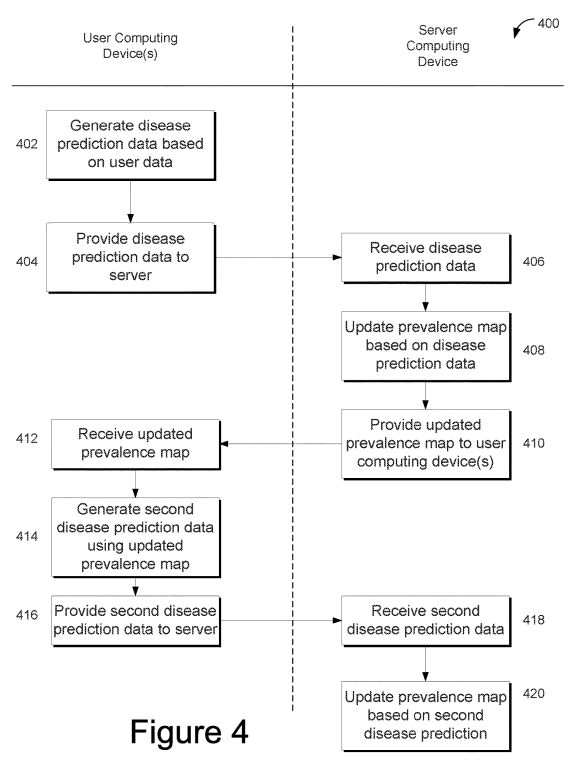 User Computing
Device(s)
Server
Computing
Device
400
402
Generate disease
prediction data based
on user data
404
Provide disease
prediction data to
server
Receive disease
prediction data
406
Update prevalence map
based on disease
prediction data
408
412
Receive updated
prevalence map
Provide updated
prevalence map to user
computing device(s)
410
414
Generate second
disease prediction data
using updated
prevalence map
416
Provide second disease
prediction data to server
Receive second
disease prediction data
418
Update prevalence map
based on second
disease prediction
420
Figure 4